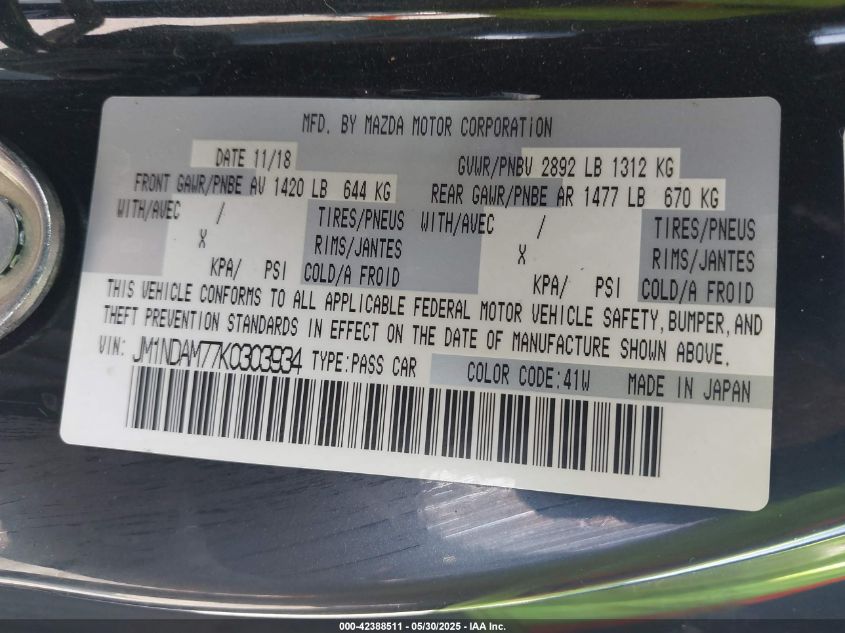 MFD. BY MAZDA MOTOR CORPORATION
DATE 11/18 GVWR/PNBV 2892 LB 1312 KG
FRONT GAWR/PNBE AV 1420 LB 644 KG REAR GAWR/PNBE AR 1477 LB 670 KG
WITH/AVEC / TIRES/PNEUS WITH/AVEC / TIRES/PNEUS
X RIMS/JANTES X RIMS/JANTES
KPA/ PSI COLD/A FROID KPA/ PSI COLD/A FROID
THIS VEHICLE CONFORMS TO ALL APPLICABLE FEDERAL MOTOR VEHICLE SAFETY, BUMPER, AND
THEFT PREVENTION STANDARDS IN EFFECT ON THE DATE OF MANUFACTURE SHOWN ABOVE.
VIN: JM1NDAM77K0303934 TYPE:PASS CAR COLOR CODE:41W MADE IN JAPAN
000-42388511 - 05/30/2025 - IAA Inc.